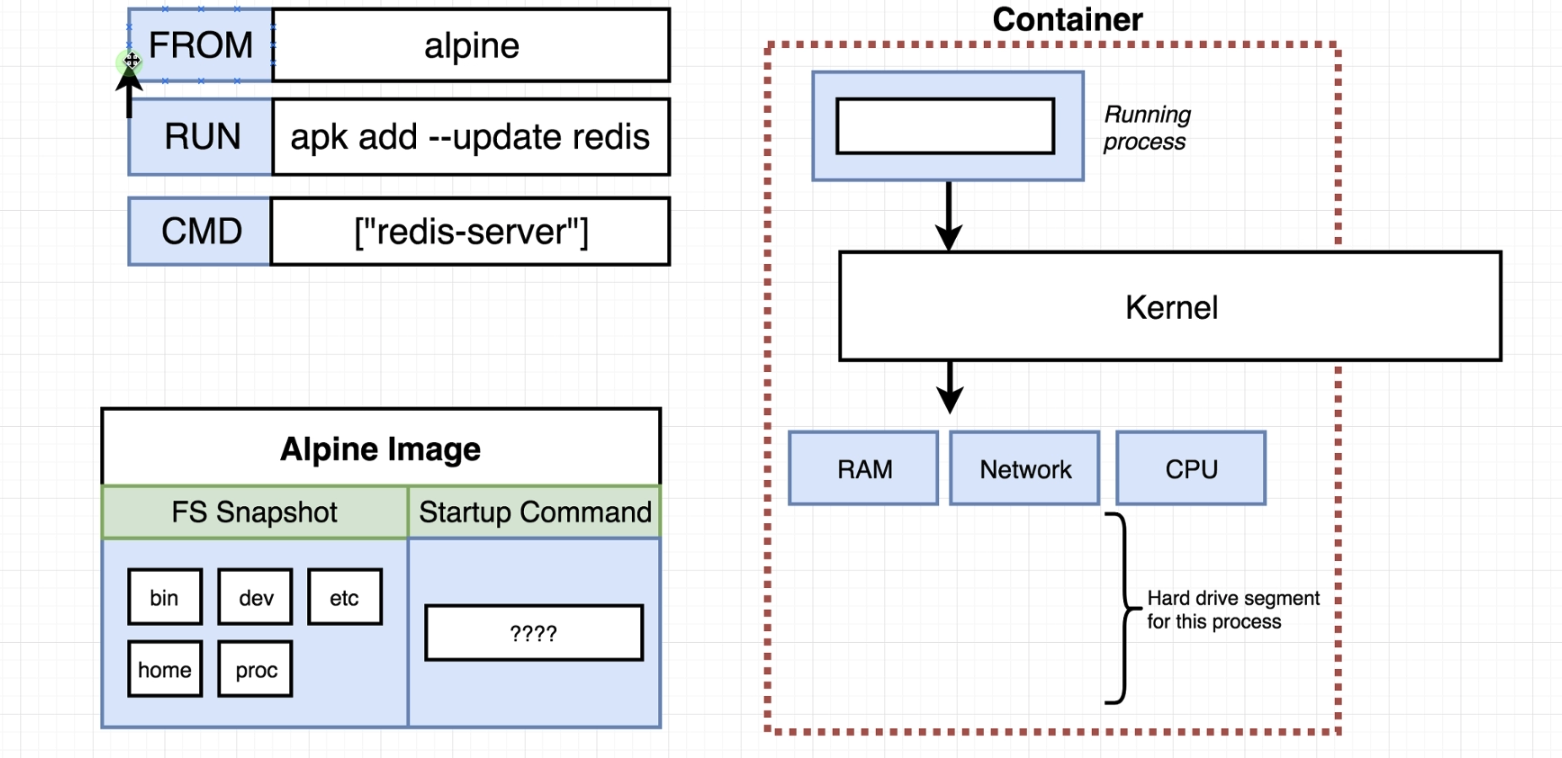 FROM alpine
RUN apk add --update redis
CMD ["redis-server"]
Alpine Image
FS Snapshot Startup Command
bin dev etc
home proc
????
Container
Running
process
Kernel
RAM Network CPU
Hard drive segment
for this process